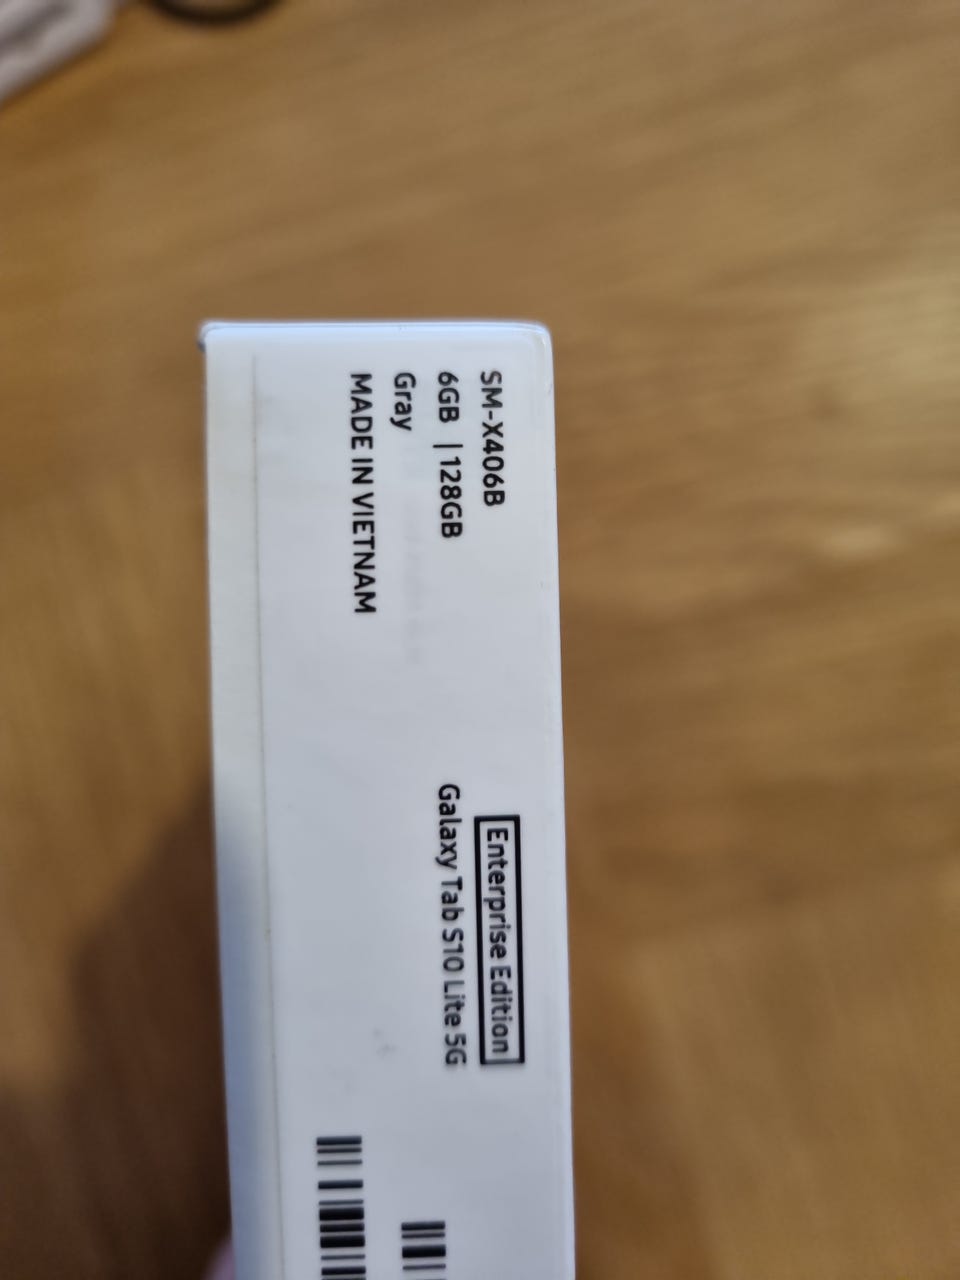 SM-X406B
6GB | 128GB
Gray
MADE IN VIETNAM
Enterprise Edition
Galaxy Tab S10 Lite 5G